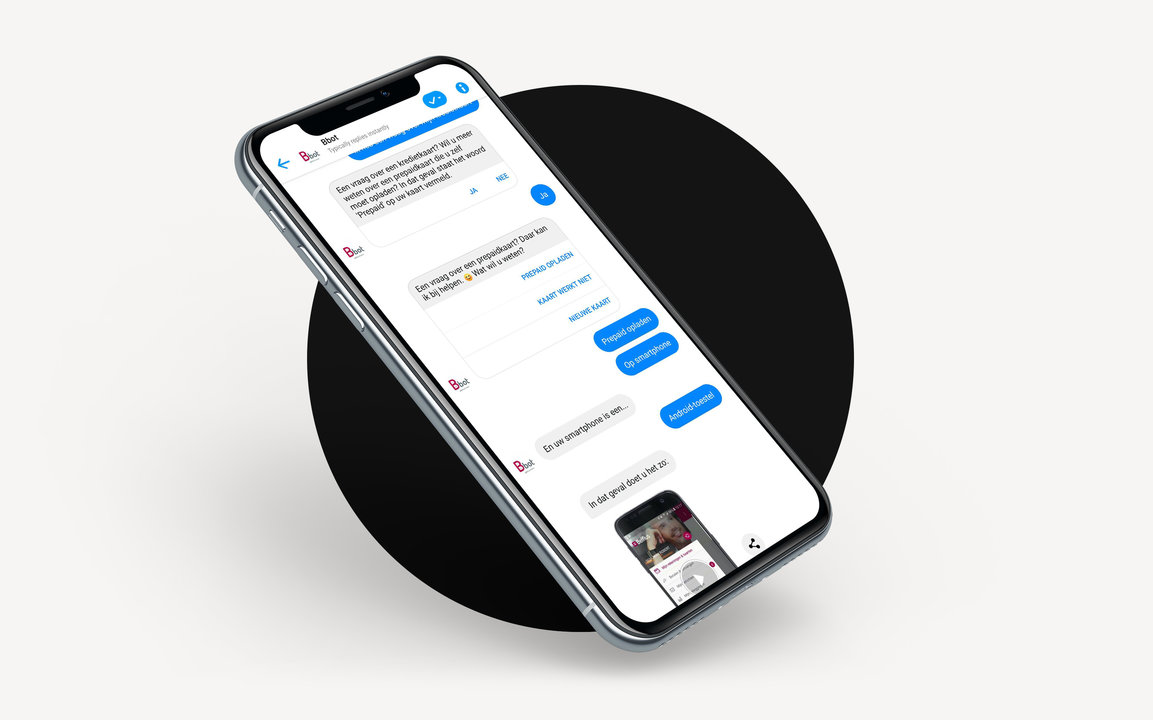 Bbot
Bbot
Typically replies instantly
Een vraag over een kredietkaart? Wil u meer
weten over een prepaidkaart die u zelf
moet opladen? In dat geval staat het woord
'Prepaid' op uw kaart vermeld.
JA
NEE
Ja
Bbot
Een vraag over een prepaidkaart? Daar kan
ik bij helpen. 😉 Wat wil u weten?
PREPAID OPLADEN
KAART WERKT NIET
NIEUWE KAART
Prepaid opladen
Op smartphone
Bbot
En uw smartphone is een...
Android-toestel
Bbot
In dat geval doet u het zo: